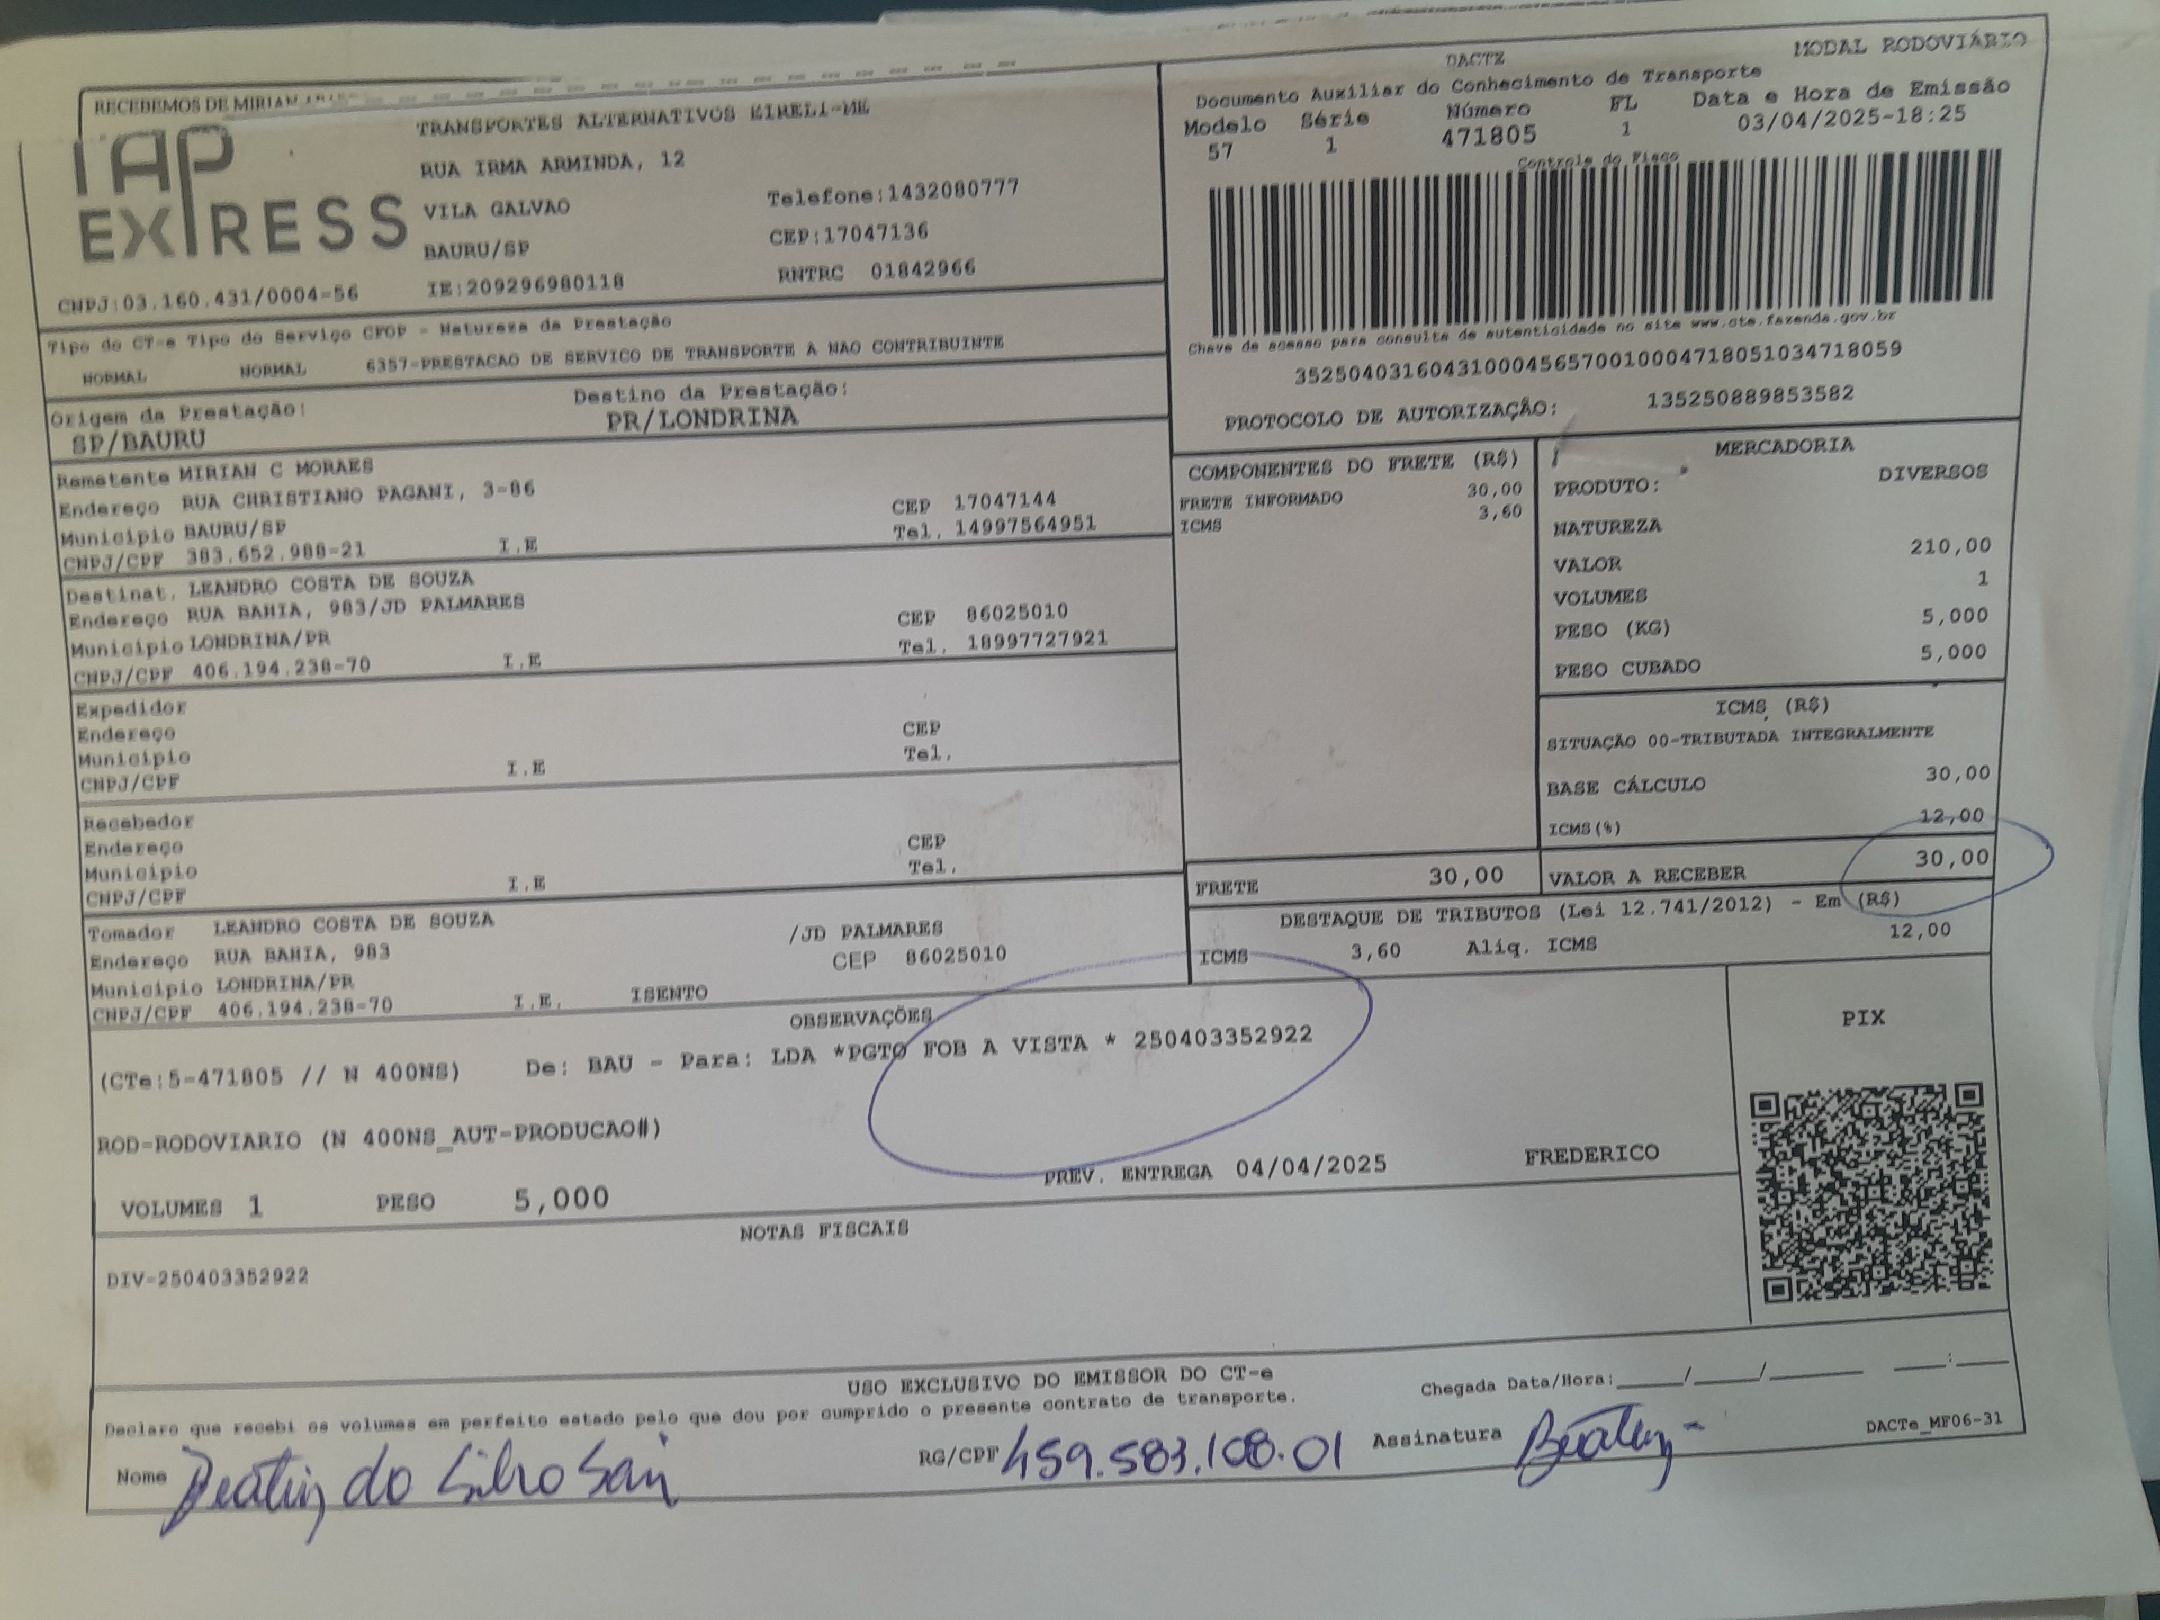 RECEBEMOS DE MIRIAN
TAP EXPRESS
TRANSPORTES ALTERNATIVOS EIRELI-ME
RUA IRMA ARMINDA, 12
VILA GALVAO Telefone:1432080777
BAURU/SP CEP:17047136
CNPJ:03.160.431/0004-56 IE:209296980118 RNTRC 01842966
DACTE MODAL RODOVIÁRIO
Documento Auxiliar do Conhecimento de Transporte
Modelo Série Número FL Data e Hora de Emissão
57 1 471805 1 03/04/2025-18:25
Controle do Fisco
Chave de acesso para consulta de autenticidade no site www.cte.fazenda.gov.br
35250403160431000456570010004718051034718059
PROTOCOLO DE AUTORIZAÇÃO: 135250889853582
Tipo do CT-e Tipo do Serviço CFOP - Natureza da Prestação
NORMAL NORMAL 6357-PRESTACAO DE SERVICO DE TRANSPORTE A NAO CONTRIBUINTE
Origem da Prestação: Destino da Prestação:
SP/BAURU PR/LONDRINA
Remetente MIRIAN C MORAES
Endereço RUA CHRISTIANO PAGANI, 3-86 CEP 17047144
Município BAURU/SP Tel. 14997564951
CNPJ/CPF 383.652.988-21 I.E
Destinat. LEANDRO COSTA DE SOUZA
Endereço RUA BAHIA, 983/JD PALMARES CEP 86025010
Município LONDRINA/PR Tel. 18997727921
CNPJ/CPF 406.194.238-70 I.E
Expedidor
Endereço CEP
Município Tel.
CNPJ/CPF I.E
Recebedor
Endereço CEP
Município Tel.
CNPJ/CPF I.E
Tomador LEANDRO COSTA DE SOUZA /JD PALMARES
Endereço RUA BAHIA, 983 CEP 86025010
Município LONDRINA/PR
CNPJ/CPF 406.194.238-70 I.E. ISENTO
COMPONENTES DO FRETE (R$)
FRETE INFORMADO 30,00
ICMS 3,60
MERCADORIA
PRODUTO: DIVERSOS
NATUREZA
VALOR 210,00
VOLUMES 1
PESO (KG) 5,000
PESO CUBADO 5,000
ICMS (R$)
SITUAÇÃO 00-TRIBUTADA INTEGRALMENTE
BASE CÁLCULO 30,00
ICMS(%) 12,00
FRETE 30,00 VALOR A RECEBER 30,00
DESTAQUE DE TRIBUTOS (Lei 12.741/2012) - Em (R$)
ICMS 3,60 Aliq. ICMS 12,00
OBSERVAÇÕES
(CTe:5-471805 // N 400NS) De: BAU - Para: LDA *PGTO FOB A VISTA * 250403352922
ROD-RODOVIARIO (N 400NS_AUT-PRODUCAO#)
VOLUMES 1 PESO 5,000 PREV. ENTREGA 04/04/2025 FREDERICO
PIX
NOTAS FISCAIS
DIV-250403352922
USO EXCLUSIVO DO EMISSOR DO CT-e
Declaro que recebi os volumes em perfeito estado pelo que dou por cumprido o presente contrato de transporte.
Chegada Data/Hora:____/____/______ ___:___
Nome Beatriz do RG/CPF 459.583.108.01 Assinatura Beatriz DACTe_MF06-31